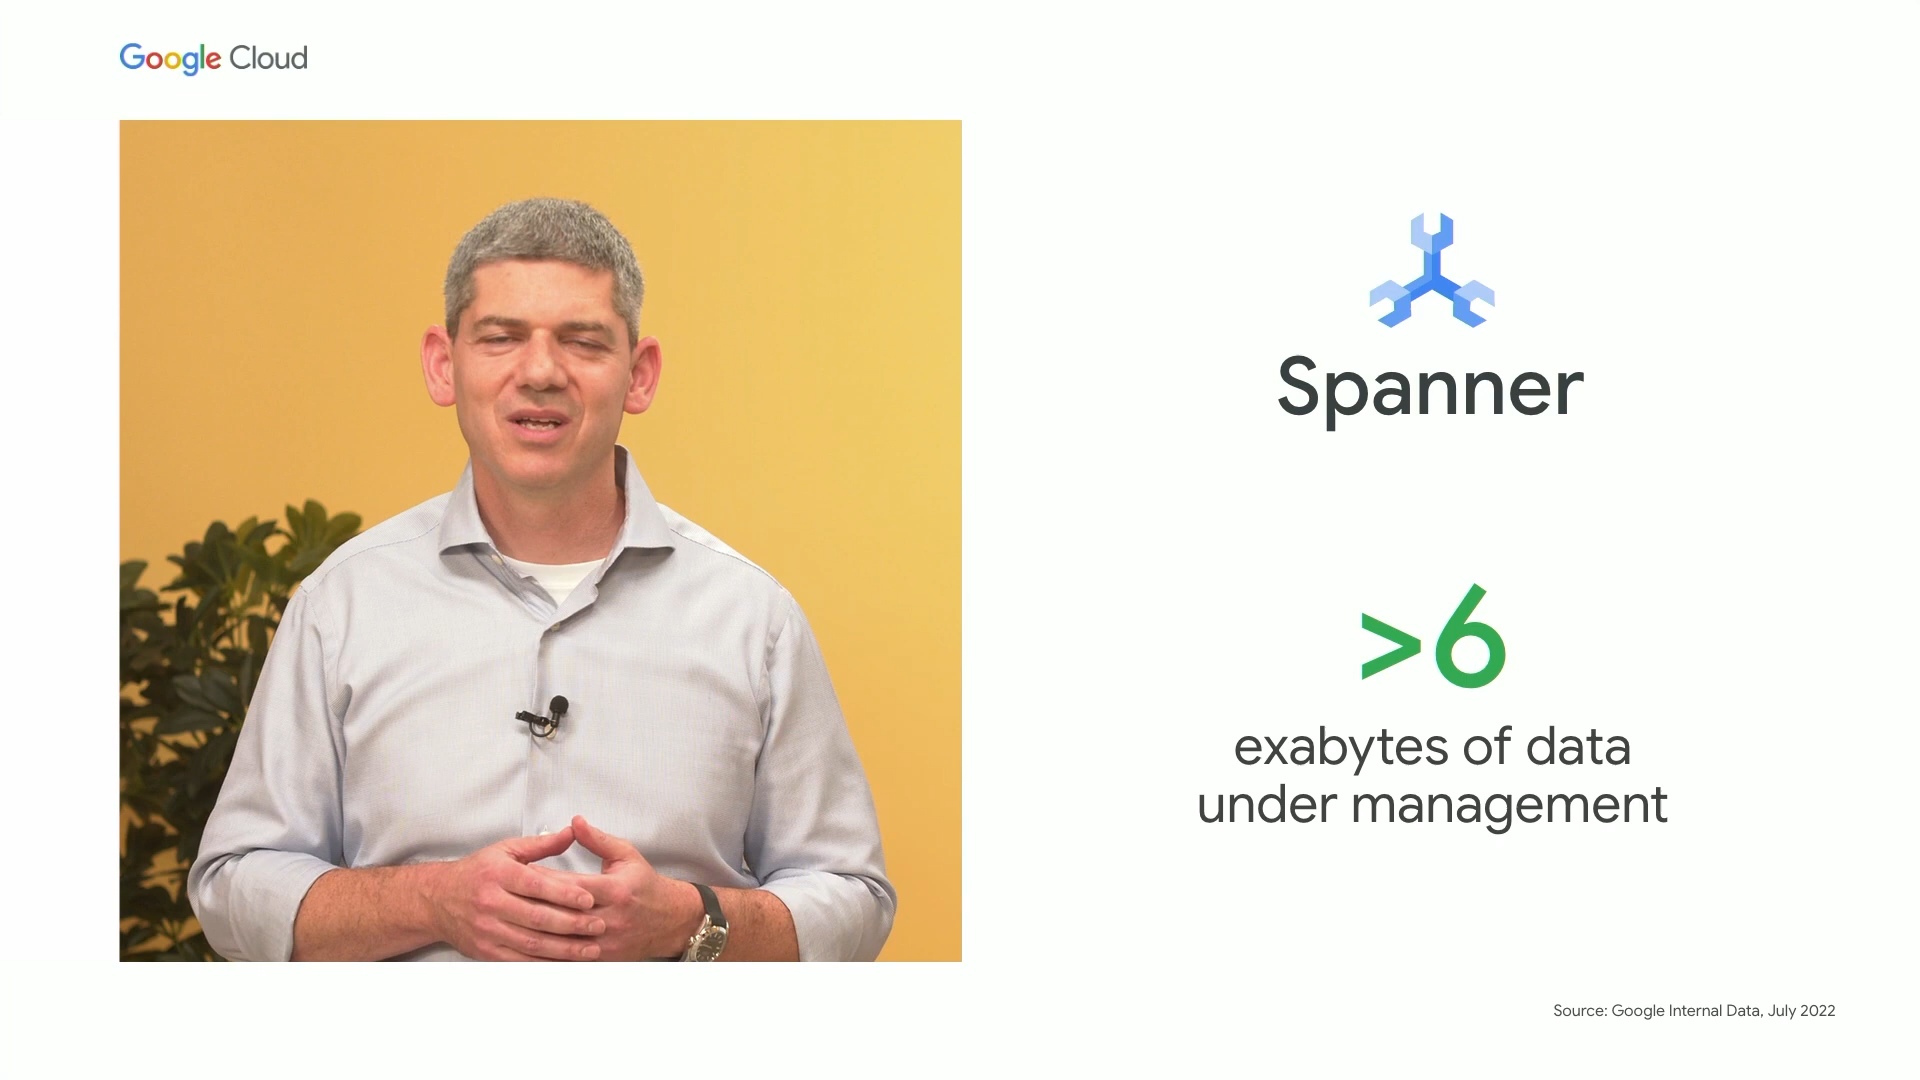 Google Cloud
Spanner
>6
exabytes of data
under management
Source: Google Internal Data, July 2022